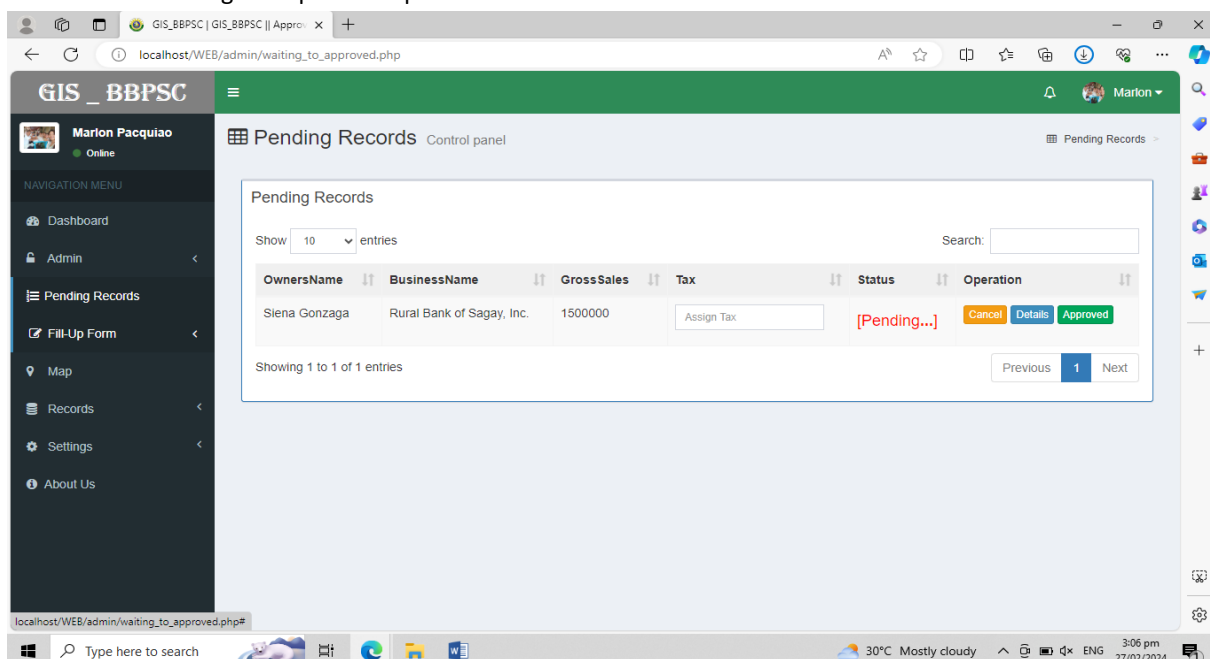 GIS_BBPSC | GIS_BBPSC || Approv
localhost/WEB/admin/waiting_to_approved.php
GIS _ BBPSC
Marlon
Marlon Pacquiao
Online
Pending Records Control panel
Pending Records >
NAVIGATION MENU
Dashboard
Admin
Pending Records
Fill-Up Form
Map
Records
Settings
About Us
Pending Records
Show 10 entries
Search:
OwnersName BusinessName GrossSales Tax Status Operation
Siena Gonzaga Rural Bank of Sagay, Inc. 1500000 Assign Tax [Pending...] Cancel Details Approved
Showing 1 to 1 of 1 entries
Previous 1 Next
localhost/WEB/admin/waiting_to_approved.php#
Type here to search
30°C Mostly cloudy
ENG
3:06 pm
27/02/2024